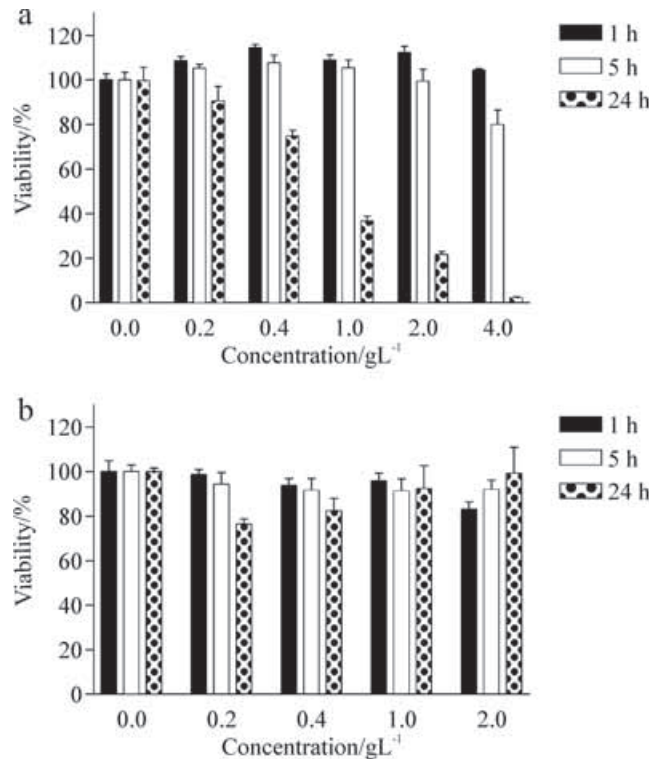 a
120
100
80
60
40
20
0
Viability/%
0.0 0.2 0.4 1.0 2.0 4.0
Concentration/gL⁻¹
1 h
5 h
24 h
b
120
100
80
60
40
20
0
Viability/%
0.0 0.2 0.4 1.0 2.0
Concentration/gL⁻¹
1 h
5 h
24 h